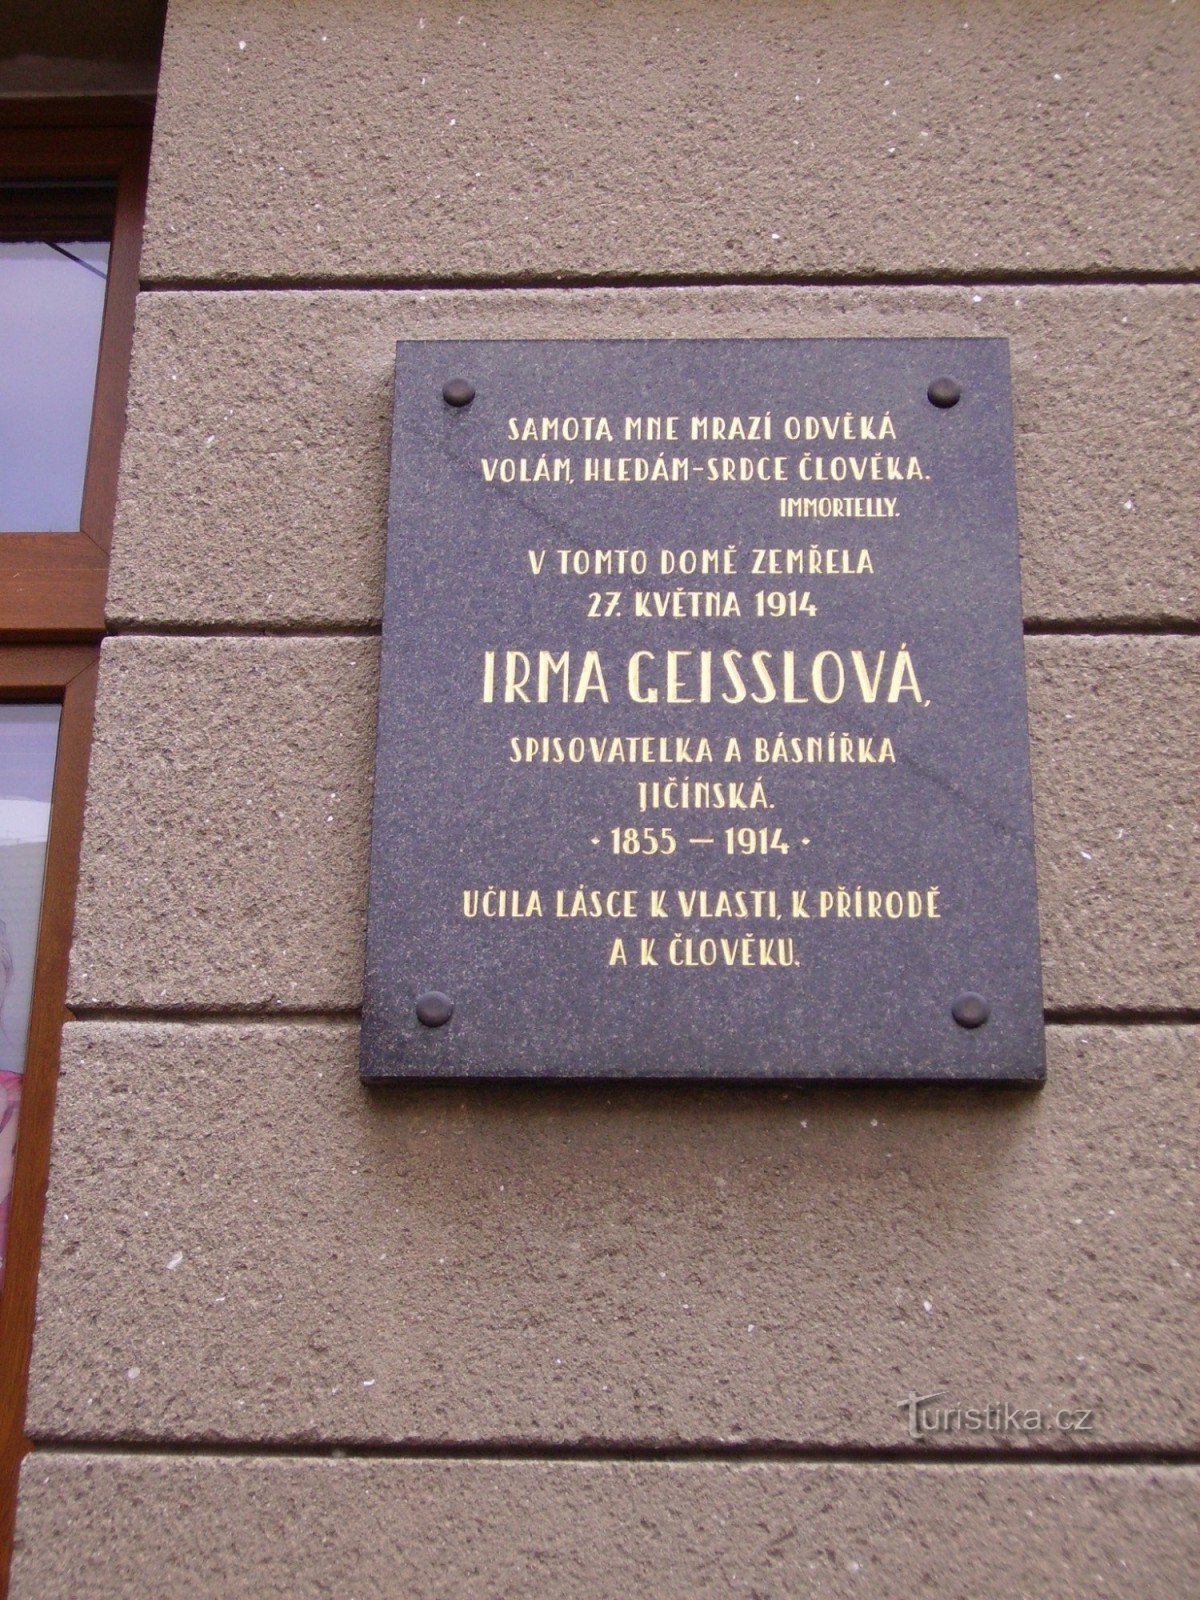 SAMOTA MNE MRAZÍ ODVĚKÁ
VOLÁM, HLEDÁM-SRDCE ČLOVĚKA.
IMMORTELLY.
V TOMTO DOMĚ ZEMŘELA
27. KVĚTNA 1914
IRMA GEISSLOVÁ,
SPISOVATELKA A BÁSNÍŘKA
JIČÍNSKÁ.
· 1855 – 1914 ·
UČILA LÁSCE K VLASTI, K PŘÍRODĚ
A K ČLOVĚKU.
Turistika.cz